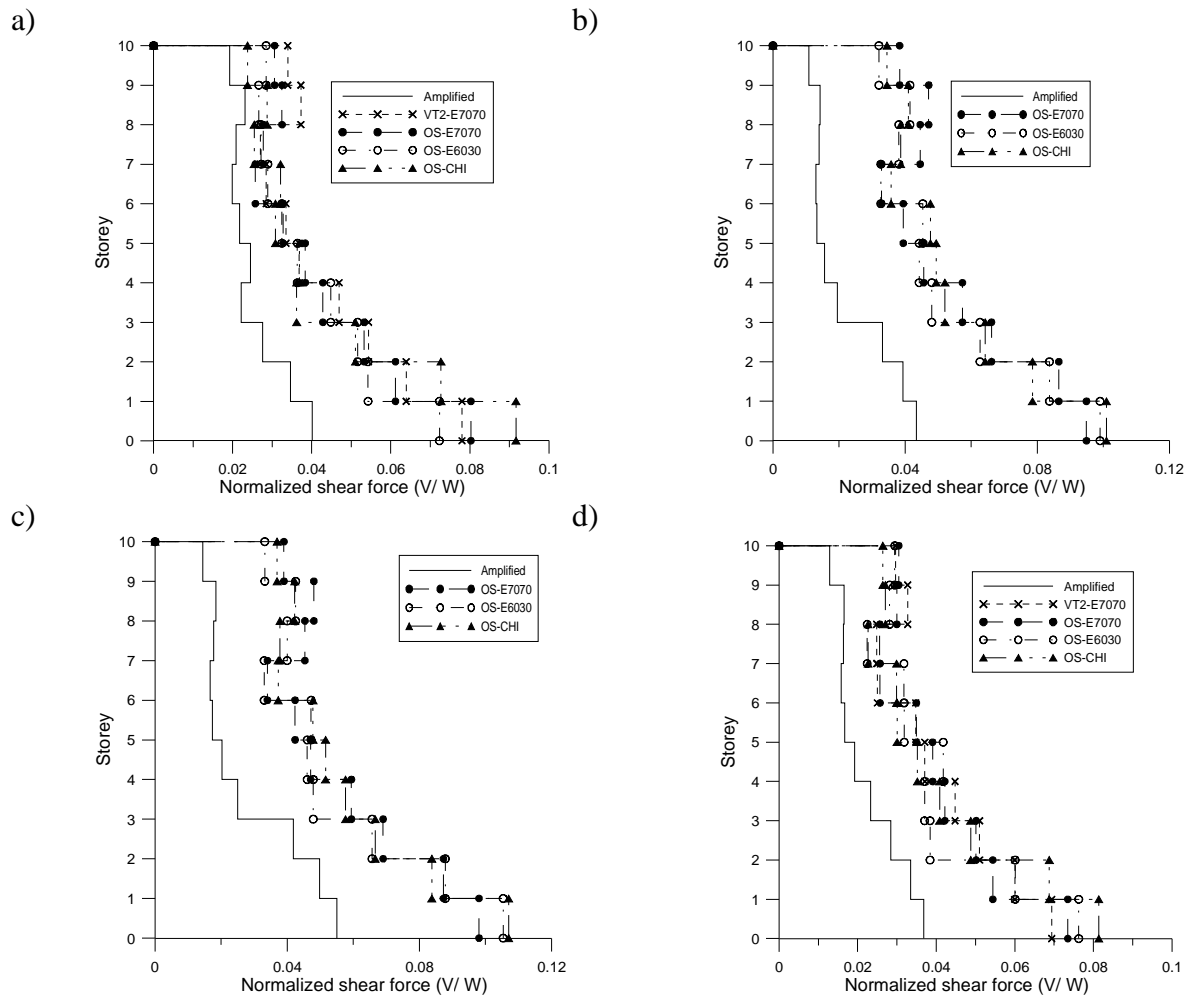 a)
10
9
8
7
6
5
4
3
2
1
0
Storey
0 0.02 0.04 0.06 0.08 0.1
Normalized shear force (V/ W)
Amplified
VT2-E7070
OS-E7070
OS-E6030
OS-CHI
b)
10
9
8
7
6
5
4
3
2
1
0
Storey
0 0.04 0.08 0.12
Normalized shear force (V/ W)
Amplified
OS-E7070
OS-E6030
OS-CHI
c)
10
9
8
7
6
5
4
3
2
1
0
Storey
0 0.04 0.08 0.12
Normalized shear force (V/ W)
Amplified
OS-E7070
OS-E6030
OS-CHI
d)
10
9
8
7
6
5
4
3
2
1
0
Storey
0 0.02 0.04 0.06 0.08 0.1
Normalized shear force (V/ W)
Amplified
VT2-E7070
OS-E7070
OS-E6030
OS-CHI